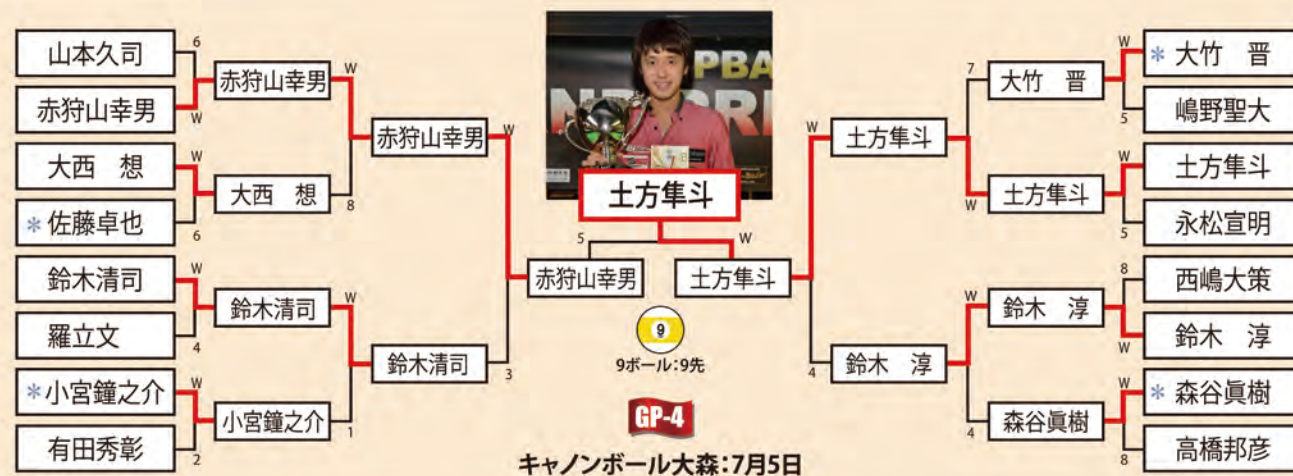 山本久司
6
赤狩山幸男
W
赤狩山幸男
W
大西 想
W
*佐藤卓也
6
大西 想
8
赤狩山幸男
W
鈴木清司
W
羅立文
4
鈴木清司
W
*小宮鐘之介
W
有田秀彰
2
小宮鐘之介
1
鈴木清司
3
赤狩山幸男
5
PBA
土方隼斗
土方隼斗
W
9
9ボール:9先
GP-4
キャノンボール大森:7月5日
土方隼斗
W
大竹 晋
7
*大竹 晋
W
嶋野聖大
5
土方隼斗
W
土方隼斗
W
永松宣明
5
鈴木 淳
4
鈴木 淳
W
西嶋大策
8
鈴木 淳
W
森谷眞樹
4
*森谷眞樹
W
高橋邦彦
8